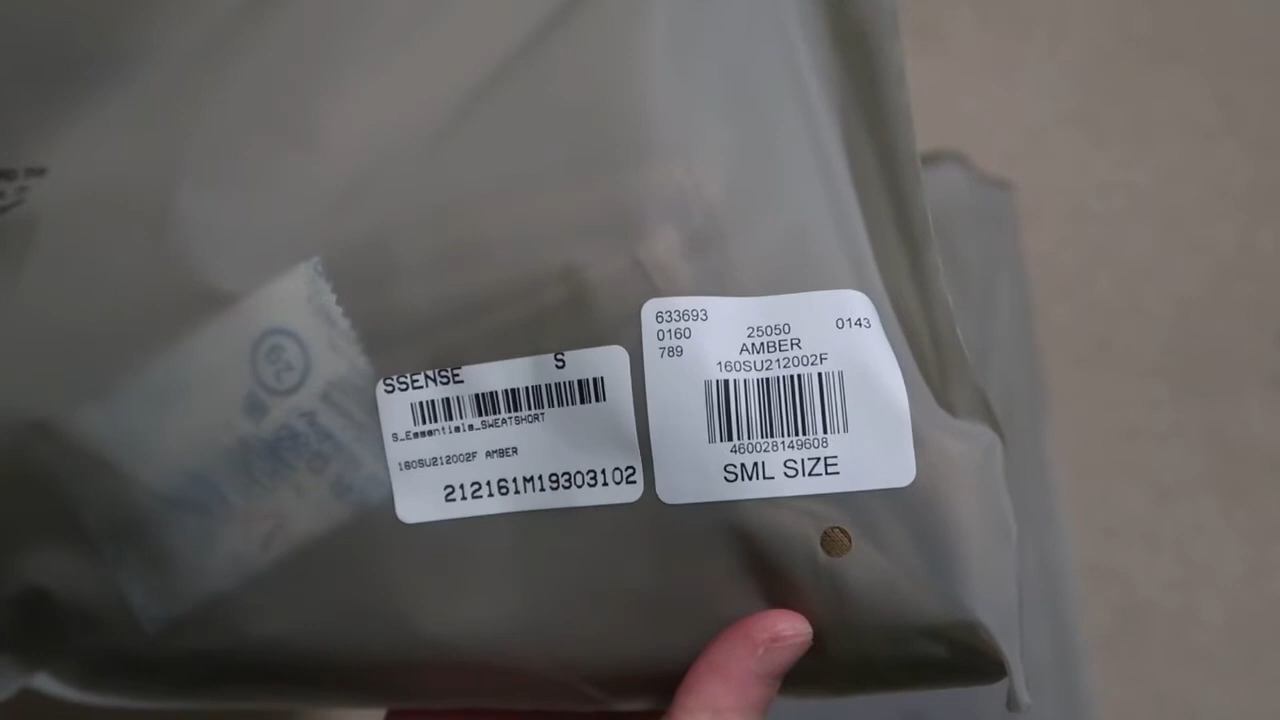 SSENSE S
S_Essentials_SWEATSHORT
160SU212002F AMBER
212161M19303102
633693
0160 25050 0143
789 AMBER
160SU212002F
460028149608
SML SIZE